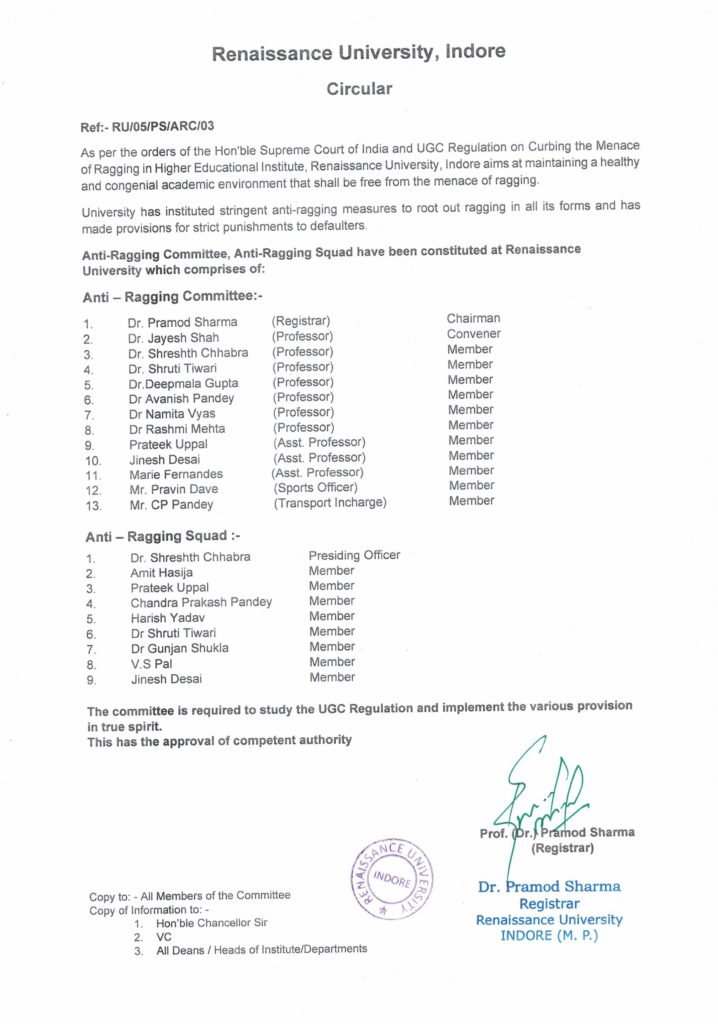 Renaissance University, Indore
Circular
Ref:- RU/05/PS/ARC/03
As per the orders of the Hon'ble Supreme Court of India and UGC Regulation on Curbing the Menace
of Ragging in Higher Educational Institute, Renaissance University, Indore aims at maintaining a healthy
and congenial academic environment that shall be free from the menace of ragging.
University has instituted stringent anti-ragging measures to root out ragging in all its forms and has
made provisions for strict punishments to defaulters.
Anti-Ragging Committee, Anti-Ragging Squad have been constituted at Renaissance
University which comprises of:
Anti – Ragging Committee:-
1. Dr. Pramod Sharma (Registrar) Chairman
2. Dr. Jayesh Shah (Professor) Convener
3. Dr. Shreshth Chhabra (Professor) Member
4. Dr. Shruti Tiwari (Professor) Member
5. Dr.Deepmala Gupta (Professor) Member
6. Dr Avanish Pandey (Professor) Member
7. Dr Namita Vyas (Professor) Member
8. Dr Rashmi Mehta (Professor) Member
9. Prateek Uppal (Asst. Professor) Member
10. Jinesh Desai (Asst. Professor) Member
11. Marie Fernandes (Asst. Professor) Member
12. Mr. Pravin Dave (Sports Officer) Member
13. Mr. CP Pandey (Transport Incharge) Member
Anti – Ragging Squad :-
1. Dr. Shreshth Chhabra Presiding Officer
2. Amit Hasija Member
3. Prateek Uppal Member
4. Chandra Prakash Pandey Member
5. Harish Yadav Member
6. Dr Shruti Tiwari Member
7. Dr Gunjan Shukla Member
8. V.S Pal Member
9. Jinesh Desai Member
The committee is required to study the UGC Regulation and implement the various provision
in true spirit.
This has the approval of competent authority
Prof. (Dr.) Pramod Sharma
(Registrar)
RENAISSANCE UNIVERSITY
INDORE
Dr. Pramod Sharma
Registrar
Renaissance University
INDORE (M. P.)
Copy to: - All Members of the Committee
Copy of Information to: -
1. Hon'ble Chancellor Sir
2. VC
3. All Deans / Heads of Institute/Departments